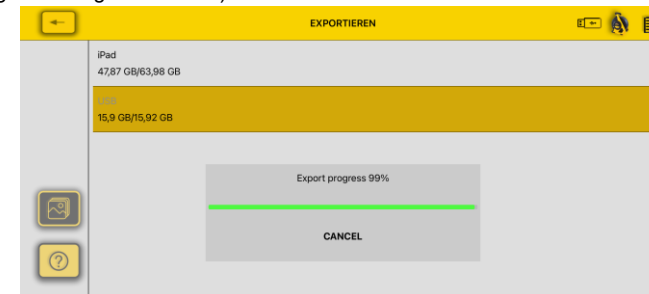 EXPORTIEREN
iPad
47,87 GB/63,98 GB
USB
15,9 GB/15,92 GB
Export progress 99%
CANCEL
?